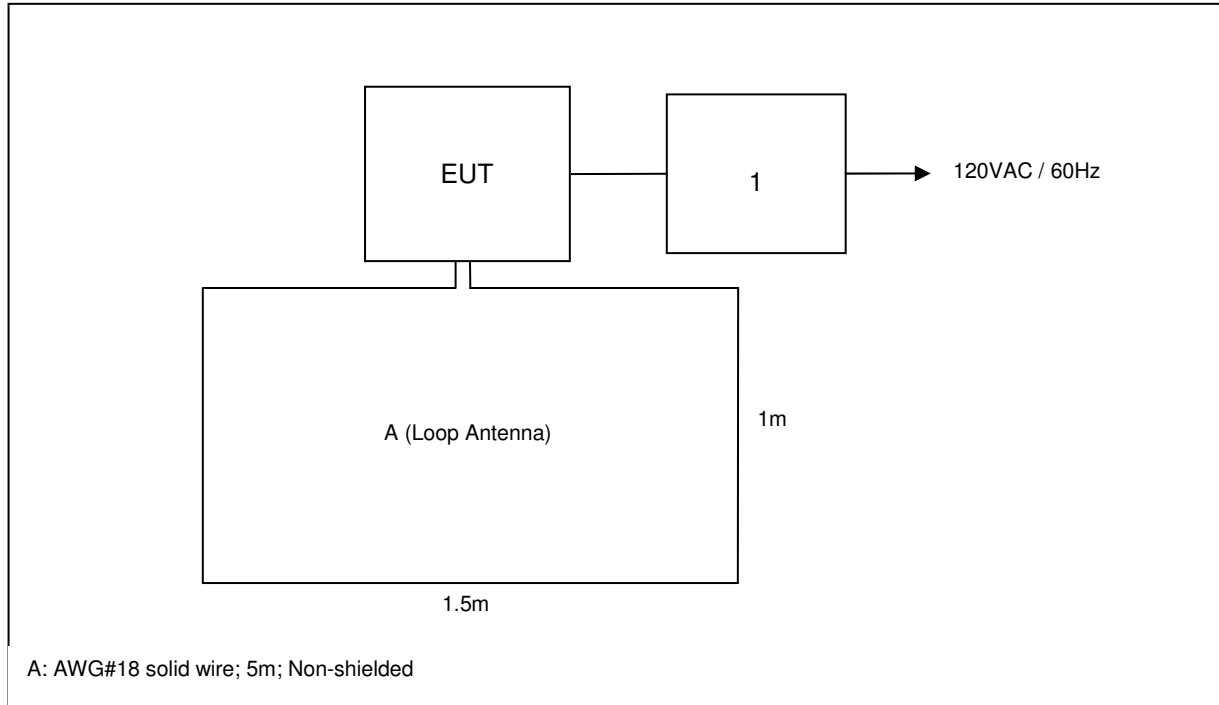 EUT
1
120VAC / 60Hz
A (Loop Antenna)
1m
1.5m
A: AWG#18 solid wire; 5m; Non-shielded